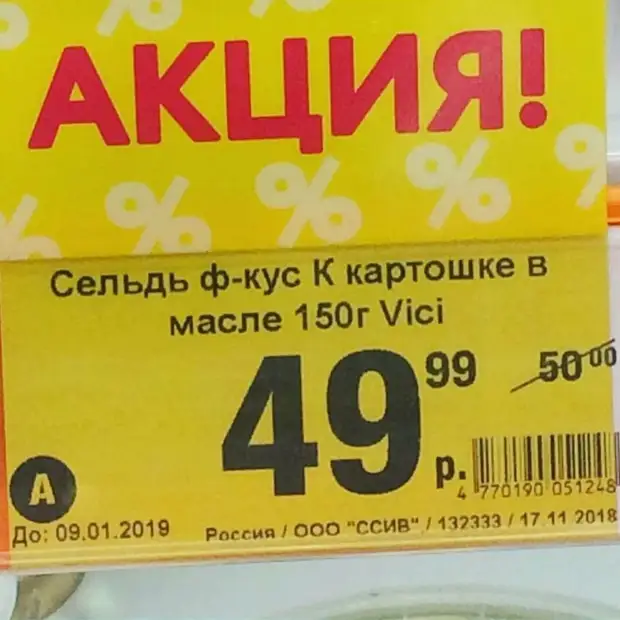 АКЦИЯ!
Сельдь ф-кус К картошке в
масле 150г Vici
49 99 р.
50 00
4 770190 051248
А
До: 09.01.2019
Россия / ООО "ССИВ" / 132333 / 17.11.2018